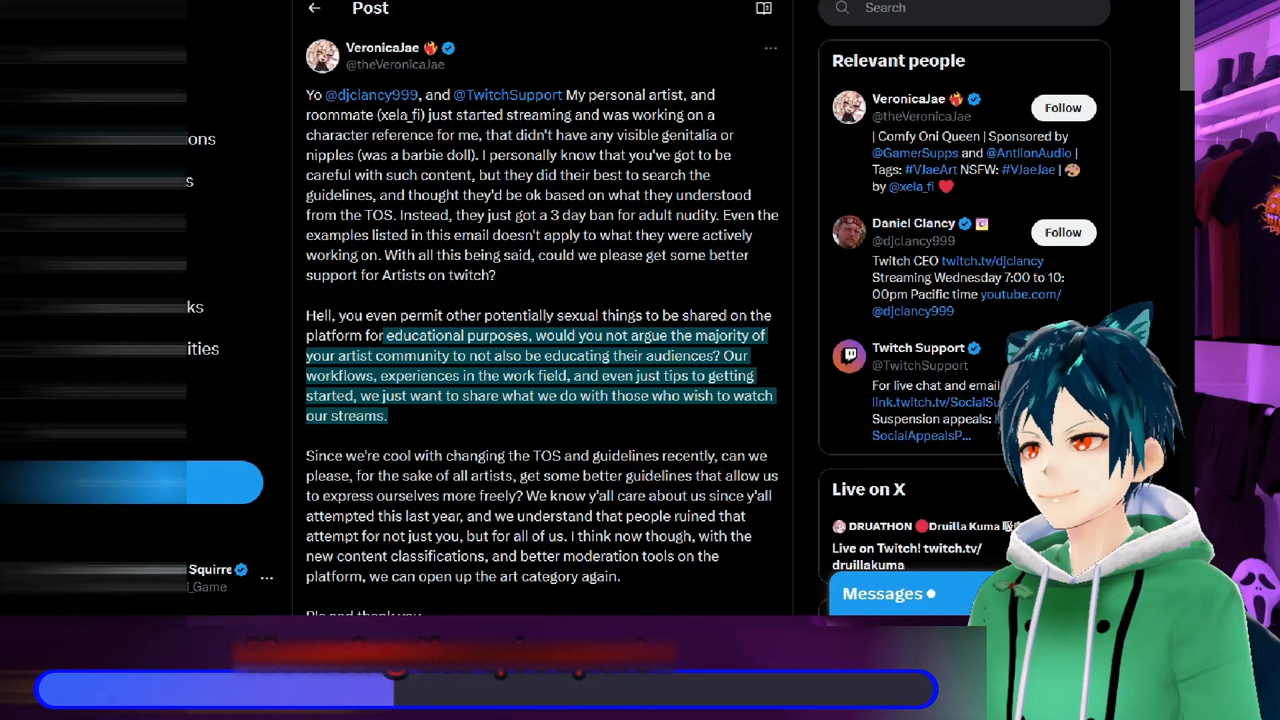 Post
Search
VeronicaJae
@theVeronicaJae
Yo @djclancy999, and @TwitchSupport My personal artist, and
roommate (xela_fi) just started streaming and was working on a
character reference for me, that didn't have any visible genitalia or
nipples (was a barbie doll). I personally know that you've got to be
careful with such content, but they did their best to search the
guidelines, and thought they'd be ok based on what they understood
from the TOS. Instead, they just got a 3 day ban for adult nudity. Even the
examples listed in this email doesn't apply to what they were actively
working on. With all this being said, could we please get some better
support for Artists on twitch?
Hell, you even permit other potentially sexual things to be shared on the
platform for educational purposes, would you not argue the majority of
your artist community to not also be educating their audiences? Our
workflows, experiences in the work field, and even just tips to getting
started, we just want to share what we do with those who wish to watch
our streams.
Since we're cool with changing the TOS and guidelines recently, can we
please, for the sake of all artists, get some better guidelines that allow us
to express ourselves more freely? We know y'all care about us since y'all
attempted this last year, and we understand that people ruined that
attempt for not just you, but for all of us. I think now though, with the
new content classifications, and better moderation tools on the
platform, we can open up the art category again.
Pls and thank you
ons
s
ks
ities
Squirre
_Game
Relevant people
VeronicaJae
@theVeronicaJae
Follow
| Comfy Oni Queen | Sponsored by
@GamerSupps and @AntlionAudio |
Tags: #VJaeArt NSFW: #VJaeJae |
by @xela_fi
Daniel Clancy
@djclancy999
Follow
Twitch CEO twitch.tv/djclancy
Streaming Wednesday 7:00 to 10:
00pm Pacific time youtube.com/
@djclancy999
Twitch Support
@TwitchSupport
For live chat and email
link.twitch.tv/SocialSu
Suspension appeals:
SocialAppealsP...
Live on X
DRUATHON Druilla Kuma
Live on Twitch! twitch.tv/
druillakuma
Messages